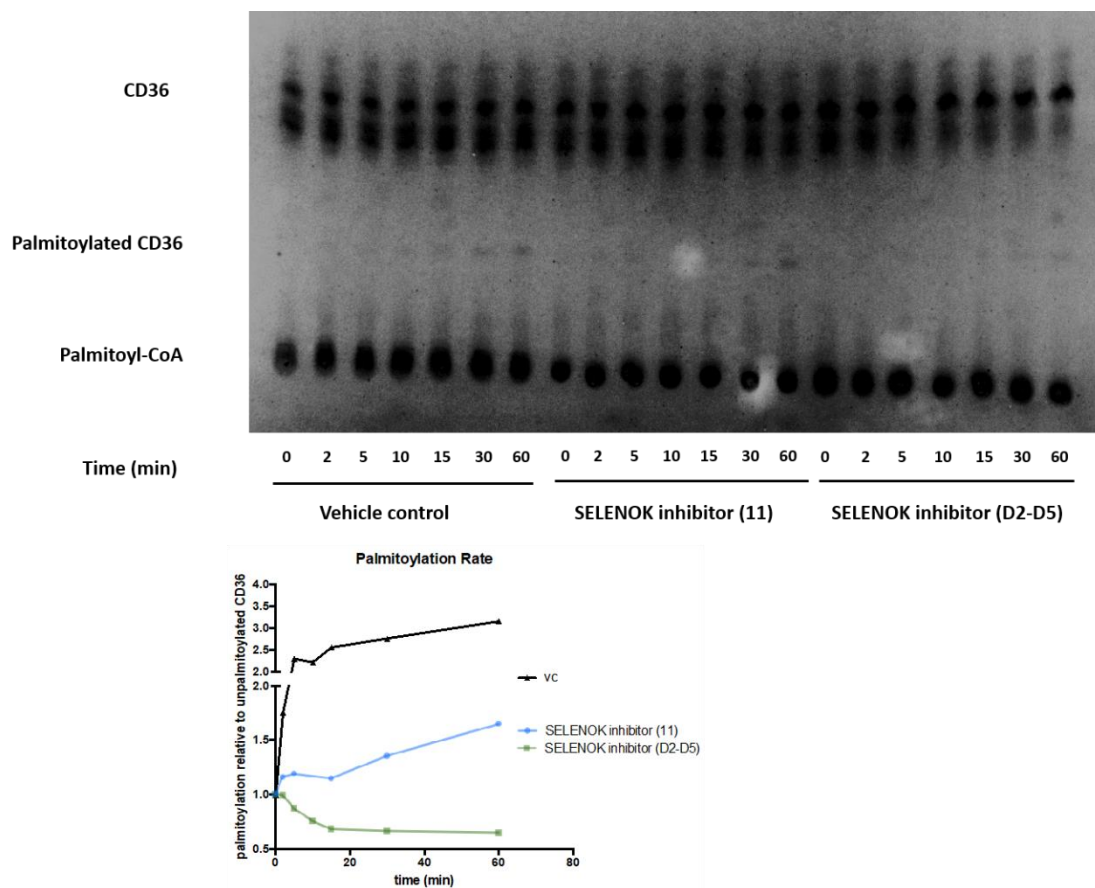 CD36
Palmitoylated CD36
Palmitoyl-CoA
Time (min)
0 2 5 10 15 30 60 0 2 5 10 15 30 60 0 2 5 10 15 30 60
Vehicle control
SELENOK inhibitor (11)
SELENOK inhibitor (D2-D5)
Palmitoylation Rate
palmitoylation relative to unpalmitoylated CD36
4.0
3.5
3.0
2.5
2.0
2.0
1.5
1.0
0.5
0 20 40 60 80
time (min)
vc
SELENOK inhibitor (11)
SELENOK inhibitor (D2-D5)